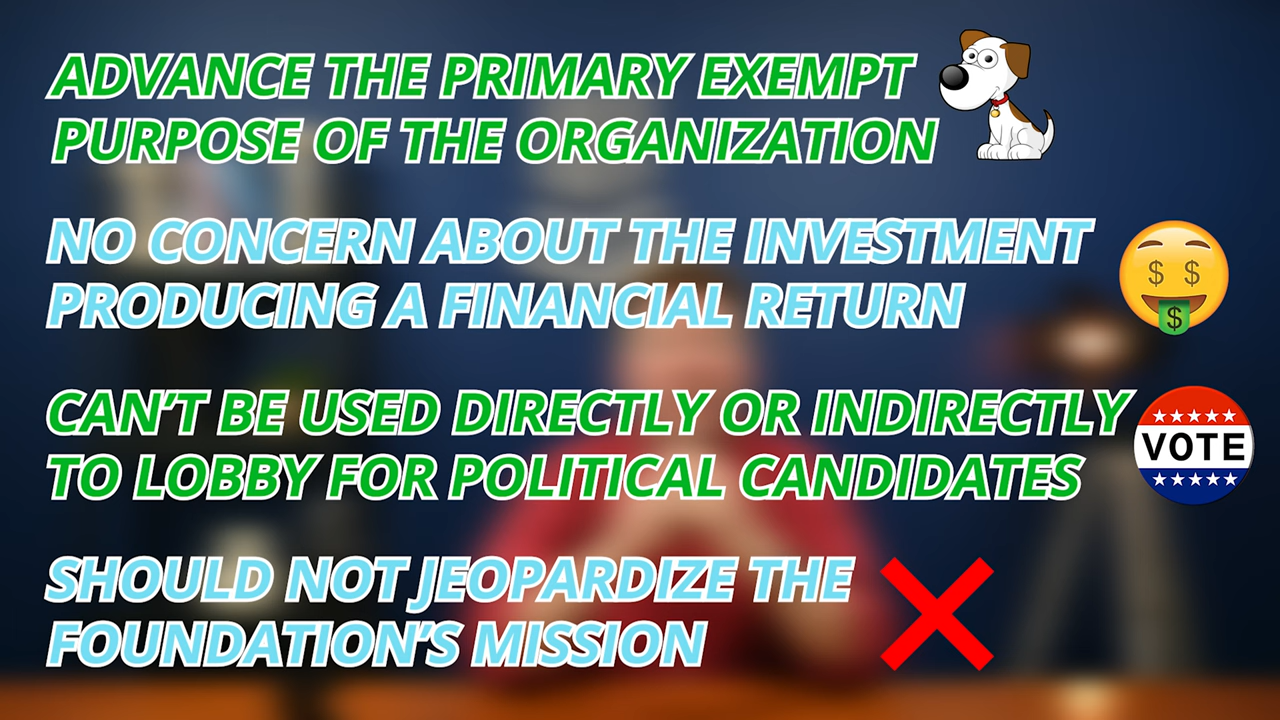 ADVANCE THE PRIMARY EXEMPT
PURPOSE OF THE ORGANIZATION
NO CONCERN ABOUT THE INVESTMENT
PRODUCING A FINANCIAL RETURN
$ $
$
CAN'T BE USED DIRECTLY OR INDIRECTLY
TO LOBBY FOR POLITICAL CANDIDATES
VOTE
SHOULD NOT JEOPARDIZE THE
FOUNDATION'S MISSION